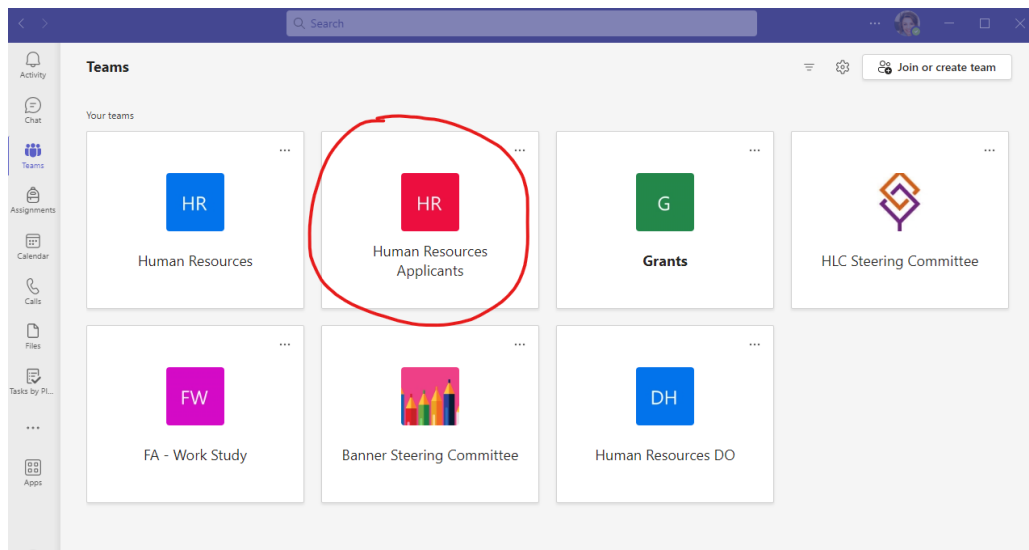 Search
Activity
Chat
Teams
Assignments
Calendar
Calls
Files
Tasks by Pl...
Apps
Teams
Join or create team
Your teams
HR
Human Resources
HR
Human Resources
Applicants
G
Grants
HLC Steering Committee
FW
FA - Work Study
Banner Steering Committee
DH
Human Resources DO